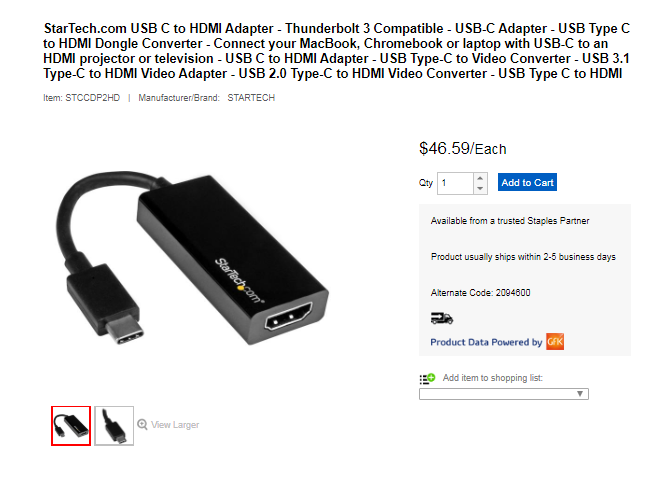 StarTech.com USB C to HDMI Adapter - Thunderbolt 3 Compatible - USB-C Adapter - USB Type C
to HDMI Dongle Converter - Connect your MacBook, Chromebook or laptop with USB-C to an
HDMI projector or television - USB C to HDMI Adapter - USB Type-C to Video Converter - USB 3.1
Type-C to HDMI Video Adapter - USB 2.0 Type-C to HDMI Video Converter - USB Type C to HDMI
Item: STCCDP2HD | Manufacturer/Brand: STARTECH
$46.59/Each
Qty 1 Add to Cart
Available from a trusted Staples Partner
Product usually ships within 2-5 business days
Alternate Code: 2094600
Product Data Powered by GFK
Add item to shopping list:
StarTech.com
View Larger